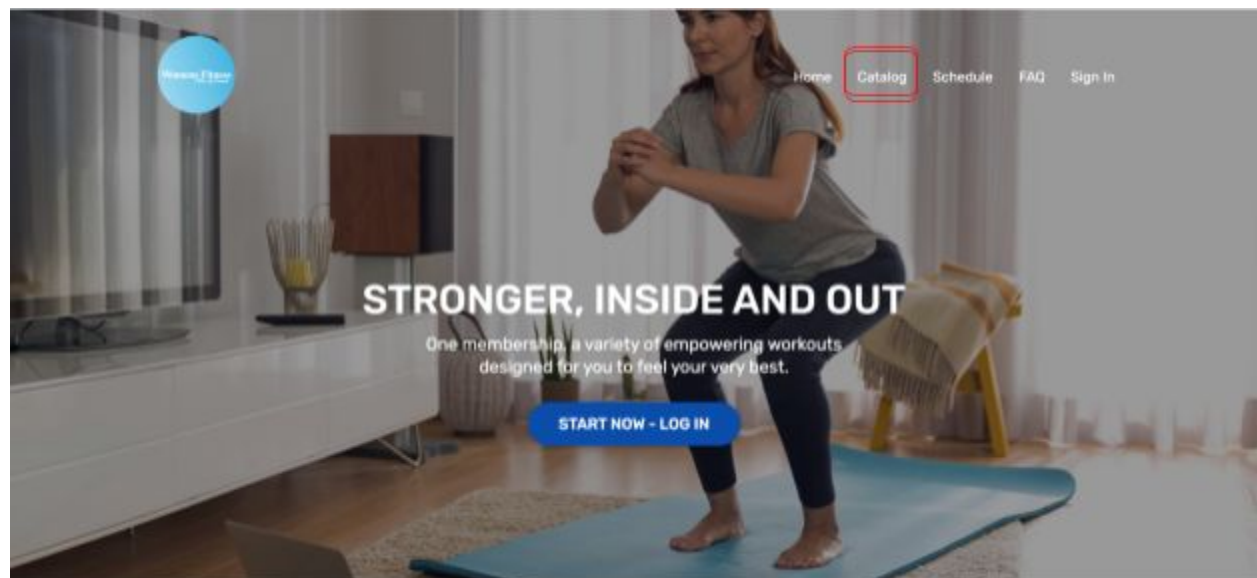 Home Catalog Schedule FAQ Sign In
STRONGER, INSIDE AND OUT
One membership, a variety of empowering workouts
designed for you to feel your very best.
START NOW - LOG IN